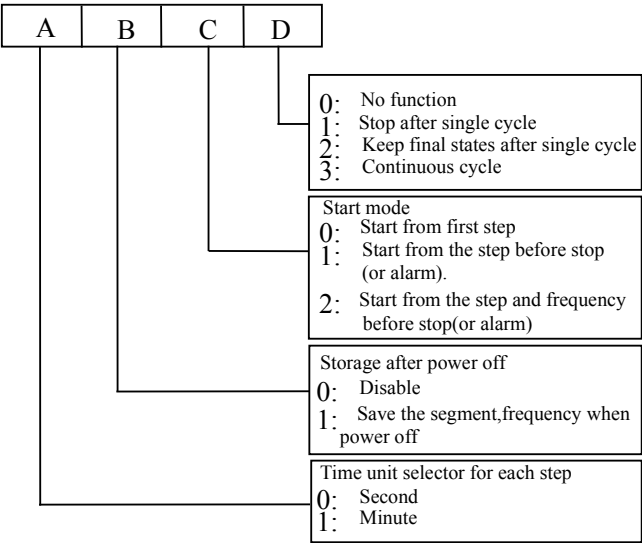 A B C D
0: No function
1: Stop after single cycle
2: Keep final states after single cycle
3: Continuous cycle
Start mode
0: Start from first step
1: Start from the step before stop
(or alarm).
2: Start from the step and frequency
before stop(or alarm)
Storage after power off
0: Disable
1: Save the segment,frequency when
power off
Time unit selector for each step
0: Second
1: Minute